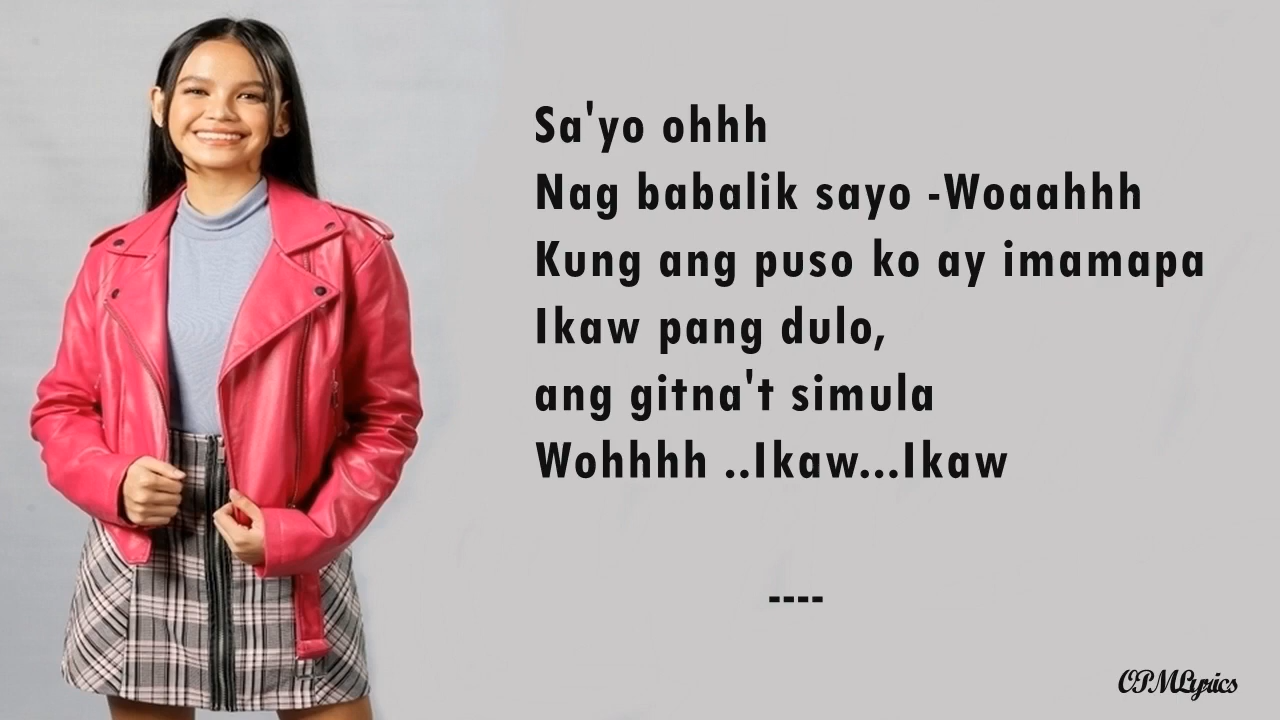 Sa'yo ohhh
Nag babalik sayo -Woaahhh
Kung ang puso ko ay imamapa
Ikaw pang dulo,
ang gitna't simula
Wohhhh ..Ikaw...Ikaw
----
OPMLyrics